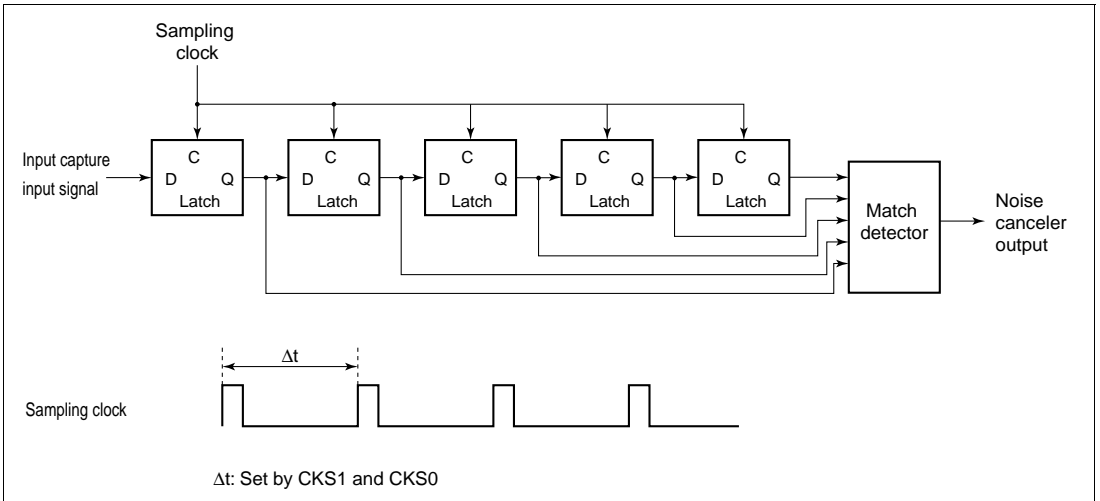 Sampling
clock
C
C
C
C
C
Input capture
input signal
D Q
D Q
D Q
D Q
D Q
Latch
Latch
Latch
Latch
Latch
Match
detector
Noise
canceler
output
Δt
Sampling clock
Δt: Set by CKS1 and CKS0